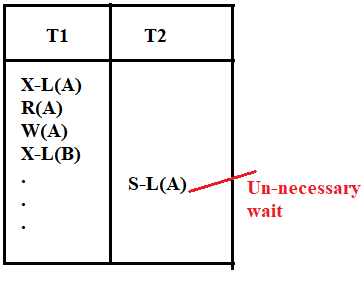 T1 T2
X-L(A)
R(A)
W(A)
X-L(B)
.
S-L(A)
.
.
Un-necessary
wait